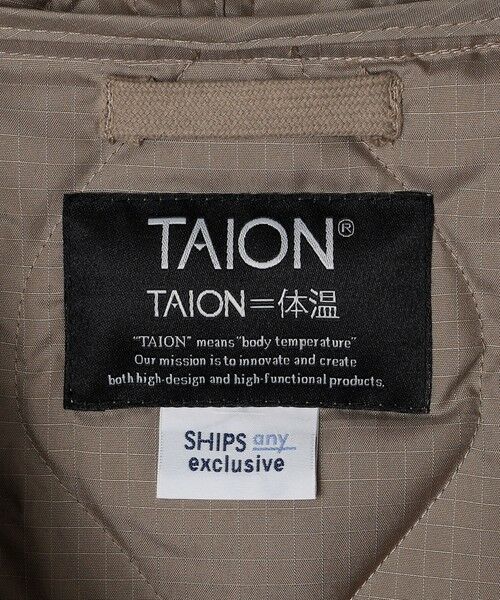 TAION®
TAION=体温
"TAION" means "body temperature"
Our mission is to innovate and create
both high-design and high-functional products.
SHIPS any
exclusive